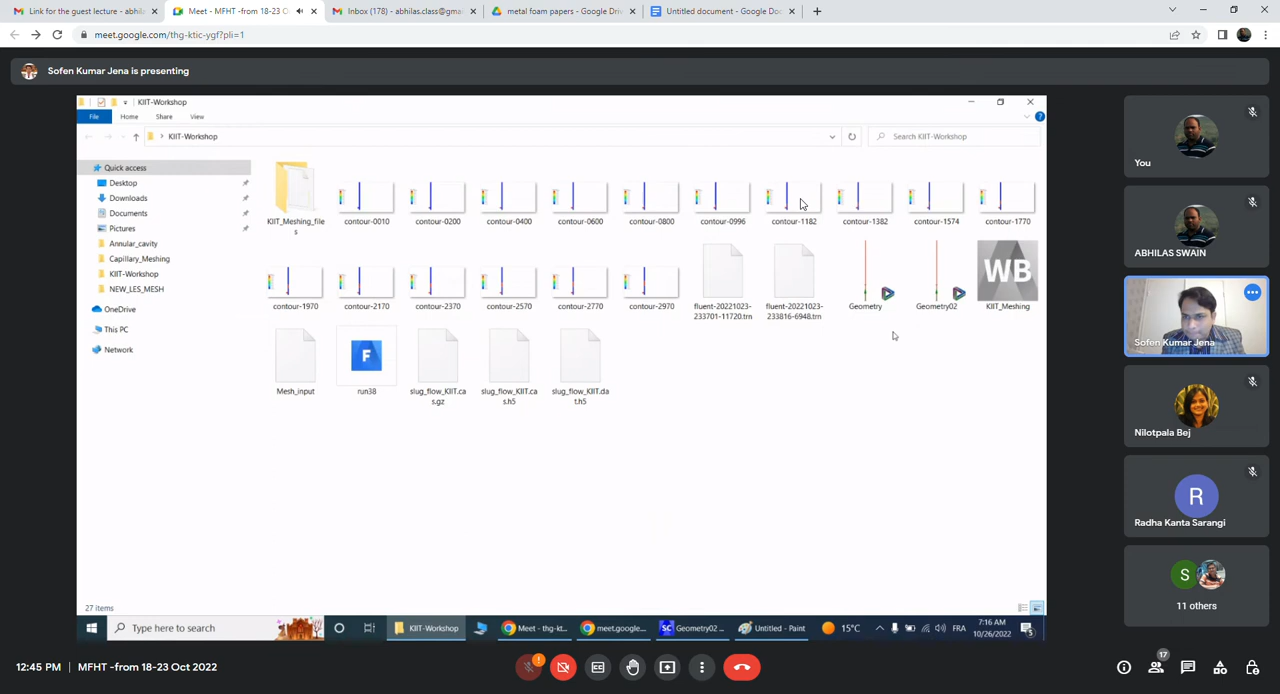 Link for the guest lecture - abhila
Meet - MFHT -from 18-23 O
Inbox (178) - abhilas.class@gma
metal foam papers - Google Driv
Untitled document - Google Doc
meet.google.com/thg-ktic-ygf?pli=1
Sofen Kumar Jena is presenting
KIIT-Workshop
File Home Share View
KIIT-Workshop
Search KIIT-Workshop
Quick access
Desktop
Downloads
Documents
Pictures
Annular_cavity
Capillary_Meshing
KIIT-Workshop
NEW_LES_MESH
OneDrive
This PC
Network
KIIT_Meshing_files
contour-0010
contour-0200
contour-0400
contour-0600
contour-0800
contour-0996
contour-1182
contour-1382
contour-1574
contour-1770
contour-1970
contour-2170
contour-2370
contour-2570
contour-2770
contour-2970
fluent-20221023-
233701-11720.trn
fluent-20221023-
233816-6948.trn
Geometry
Geometry02
WB
KIIT_Meshing
Mesh_input
F
run38
slug_flow_KIIT.ca
s.gz
slug_flow_KIIT.ca
s.h5
slug_flow_KIIT.da
t.h5
27 items
Type here to search
KIIT-Workshop
Meet - thg-kt...
meet.google...
SC Geometry02 ...
Untitled - Paint
15°C
FRA
7:16 AM
10/26/2022
5
You
ABHILAS SWAIN
Sofen Kumar Jena
Nilotpala Bej
R
Radha Kanta Sarangi
S
11 others
12:45 PM | MFHT -from 18-23 Oct 2022
17